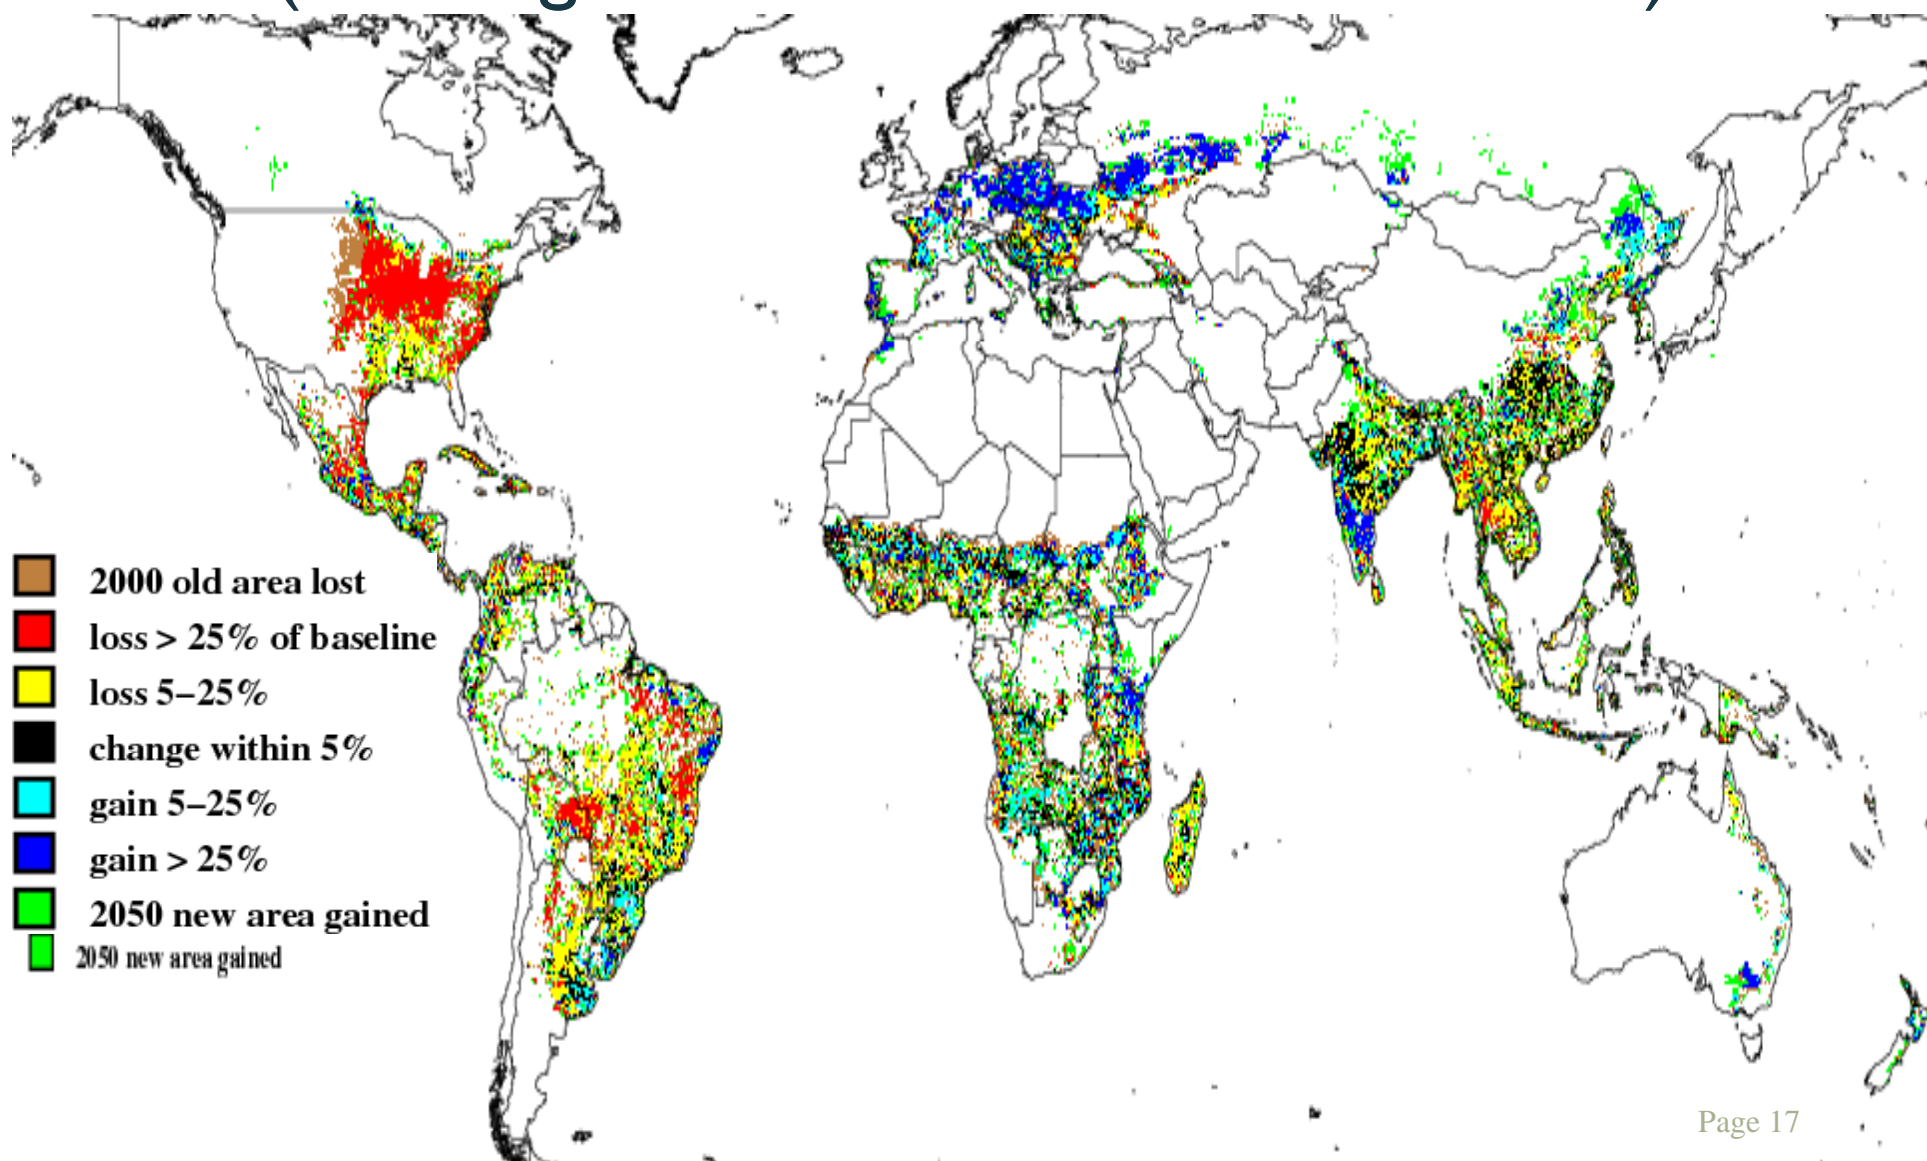 2000 old area lost
loss > 25% of baseline
loss 5–25%
change within 5%
gain 5–25%
gain > 25%
2050 new area gained
2050 new area gained
Page 17